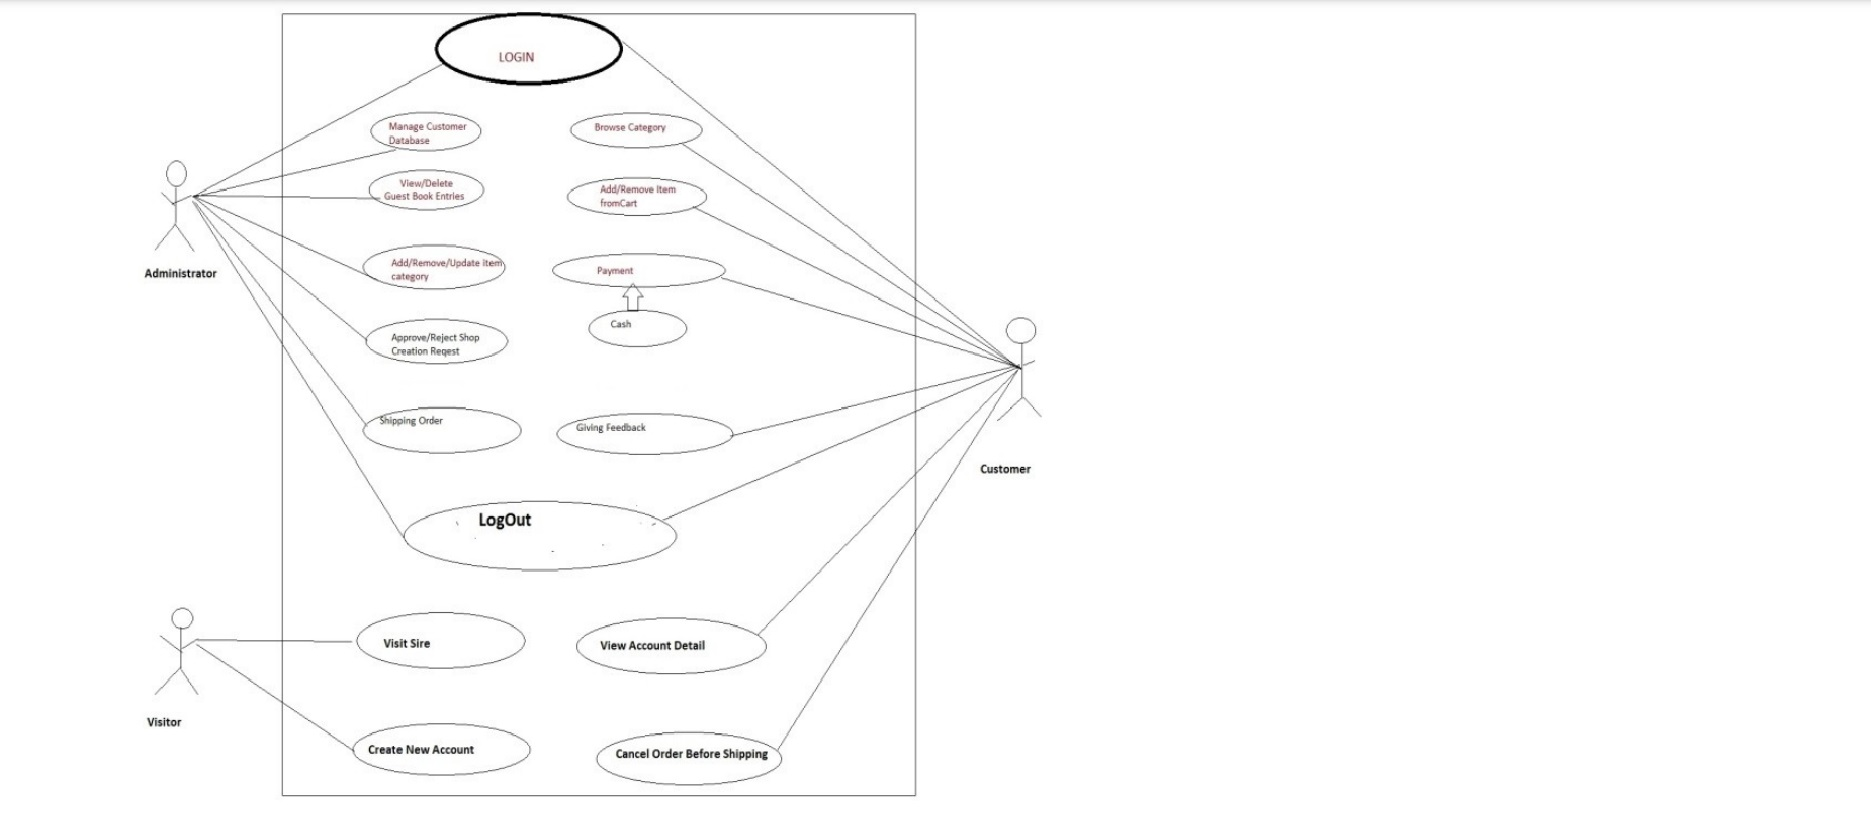 LOGIN
Manage Customer
Database
Browse Category
View/Delete
Guest Book Entries
Add/Remove Item
fromCart
Administrator
Add/Remove/Update Item
category
Payment
Cash
Approve/Reject Shop
Creation Reqest
Shipping Order
Giving Feedback
Customer
LogOut
Visit Sire
View Account Detail
Visitor
Create New Account
Cancel Order Before Shipping